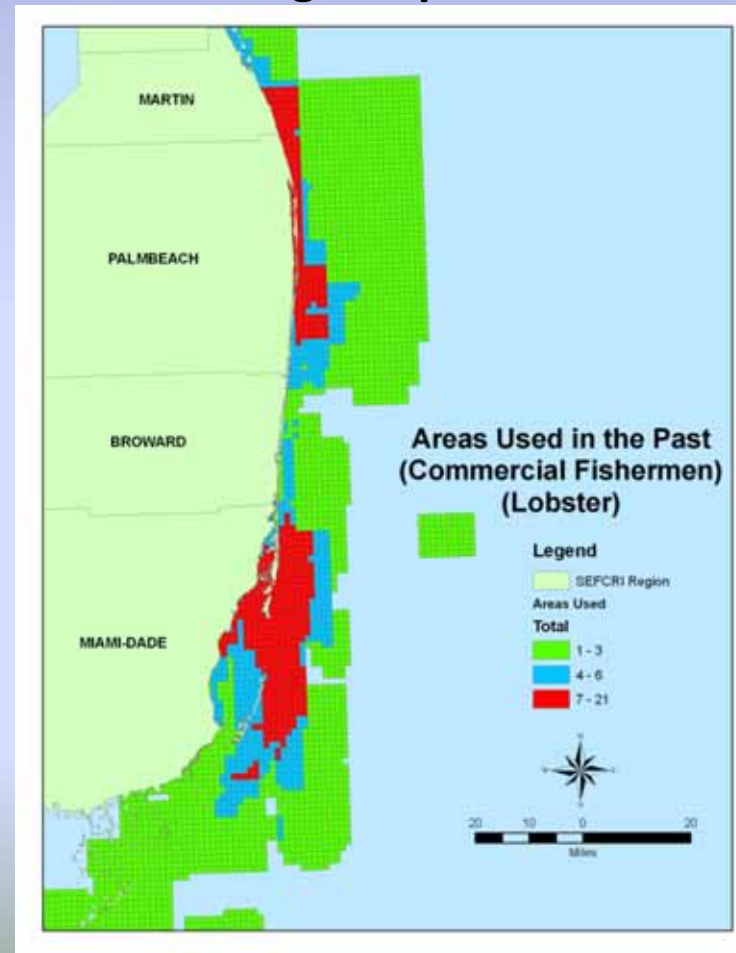 MARTIN
PALMBEACH
BROWARD
MIAMI-DADE
Areas Used in the Past
(Commercial Fishermen)
(Lobster)
Legend
SEFCRI Region
Areas Used
Total
1 - 3
4 - 6
7 - 21
20 10 0 20
Miles